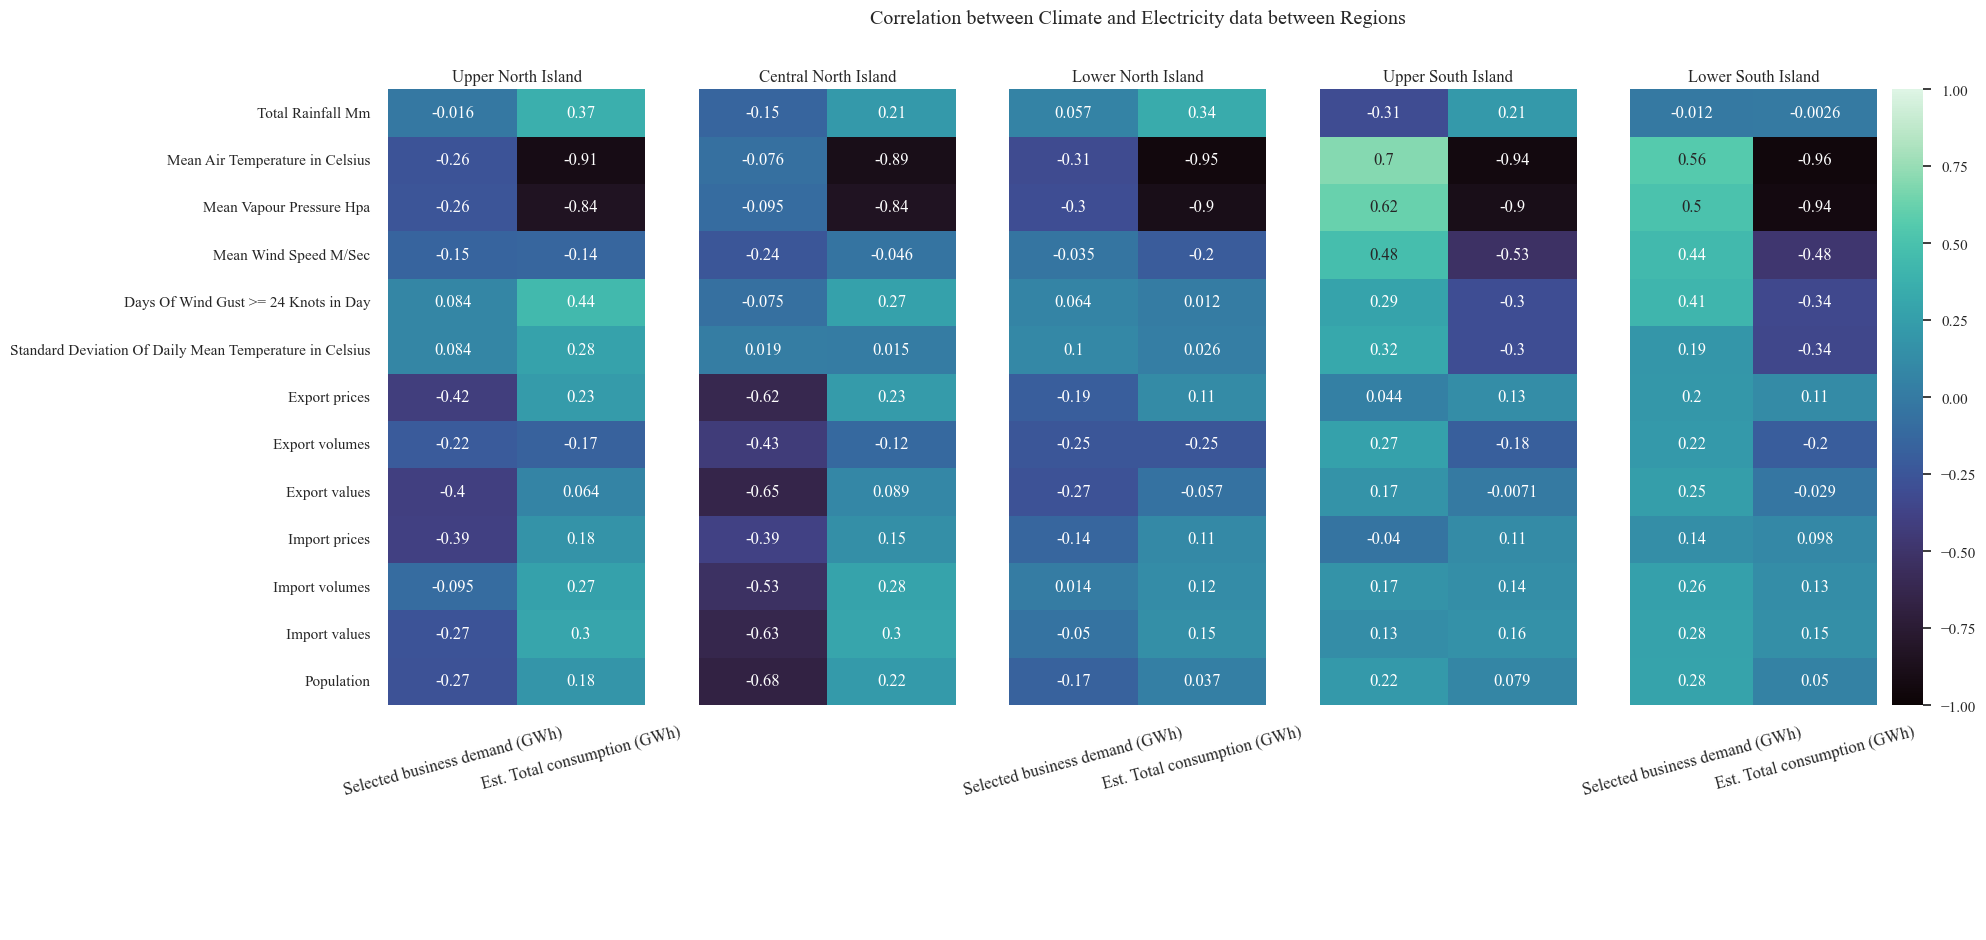 Correlation between Climate and Electricity data between Regions
Upper North Island Central North Island Lower North Island Upper South Island Lower South Island
Total Rainfall Mm -0.016 0.37 -0.15 0.21 0.057 0.34 -0.31 0.21 -0.012 -0.0026 1.00
Mean Air Temperature in Celsius -0.26 -0.91 -0.076 -0.89 -0.31 -0.95 0.7 -0.94 0.56 -0.96 0.75
Mean Vapour Pressure Hpa -0.26 -0.84 -0.095 -0.84 -0.3 -0.9 0.62 -0.9 0.5 -0.94
Mean Wind Speed M/Sec -0.15 -0.14 -0.24 -0.046 -0.035 -0.2 0.48 -0.53 0.44 -0.48 0.50
Days Of Wind Gust >= 24 Knots in Day 0.084 0.44 -0.075 0.27 0.064 0.012 0.29 -0.3 0.41 -0.34
Standard Deviation Of Daily Mean Temperature in Celsius 0.084 0.28 0.019 0.015 0.1 0.026 0.32 -0.3 0.19 -0.34 0.25
Export prices -0.42 0.23 -0.62 0.23 -0.19 0.11 0.044 0.13 0.2 0.11 0.00
Export volumes -0.22 -0.17 -0.43 -0.12 -0.25 -0.25 0.27 -0.18 0.22 -0.2
Export values -0.4 0.064 -0.65 0.089 -0.27 -0.057 0.17 -0.0071 0.25 -0.029 −0.25
Import prices -0.39 0.18 -0.39 0.15 -0.14 0.11 -0.04 0.11 0.14 0.098 −0.50
Import volumes -0.095 0.27 -0.53 0.28 0.014 0.12 0.17 0.14 0.26 0.13
Import values -0.27 0.3 -0.63 0.3 -0.05 0.15 0.13 0.16 0.28 0.15 −0.75
Population -0.27 0.18 -0.68 0.22 -0.17 0.037 0.22 0.079 0.28 0.05 −1.00
Selected business demand (GWh) Est. Total consumption (GWh) Selected business demand (GWh) Est. Total consumption (GWh) Selected business demand (GWh) Est. Total consumption (GWh)